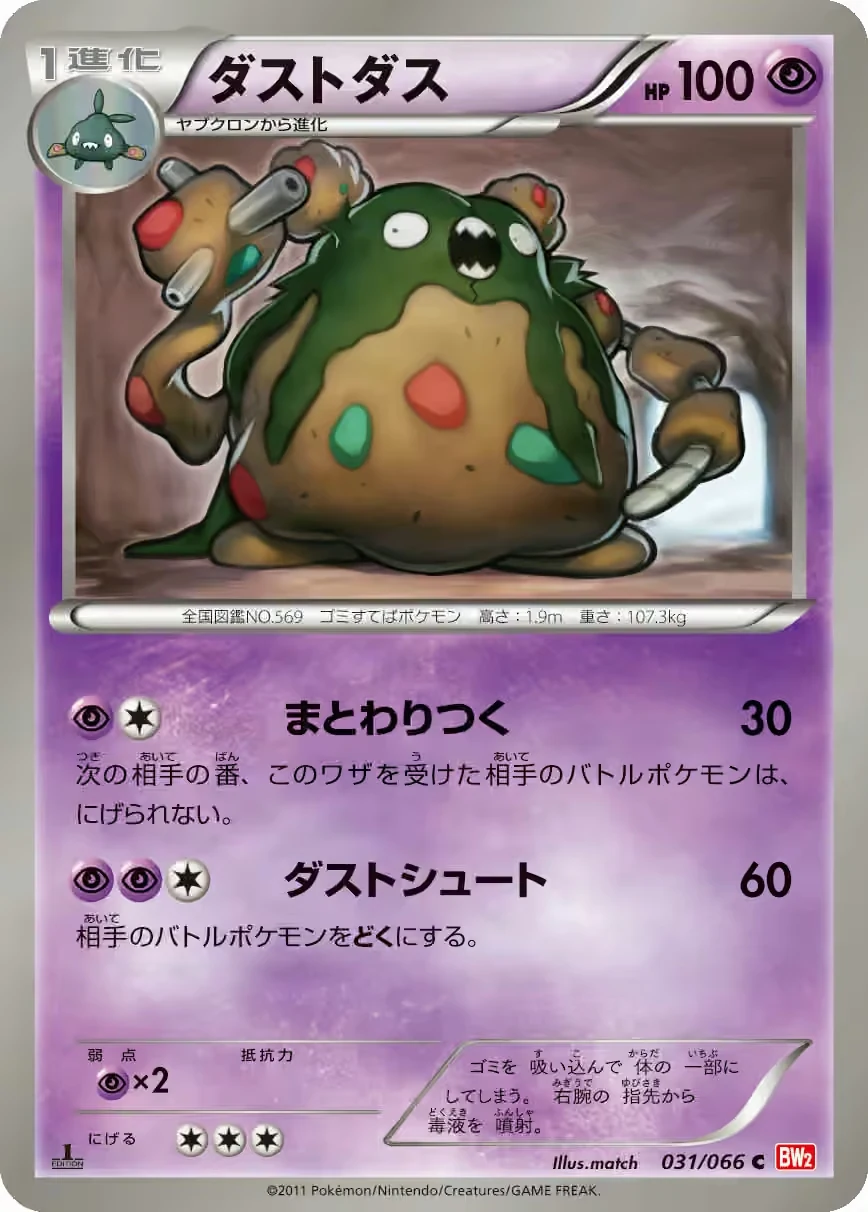 1進化
ダストダス
HP 100
ヤブクロンから進化
全国図鑑NO.569 ゴミすてばポケモン 高さ:1.9m 重さ:107.3kg
まとわりつく 30
次の相手の番、このワザを受けた相手のバトルポケモンは、
にげられない。
ダストシュート 60
相手のバトルポケモンをどくにする。
弱点 抵抗力
×2
にげる
ゴミを 吸い込んで 体の 一部に
してしまう。 右腕の 指先から
毒液を 噴射。
1 EDITION
Illus.match 031/066 C BW2
©2011 Pokémon/Nintendo/Creatures/GAME FREAK.